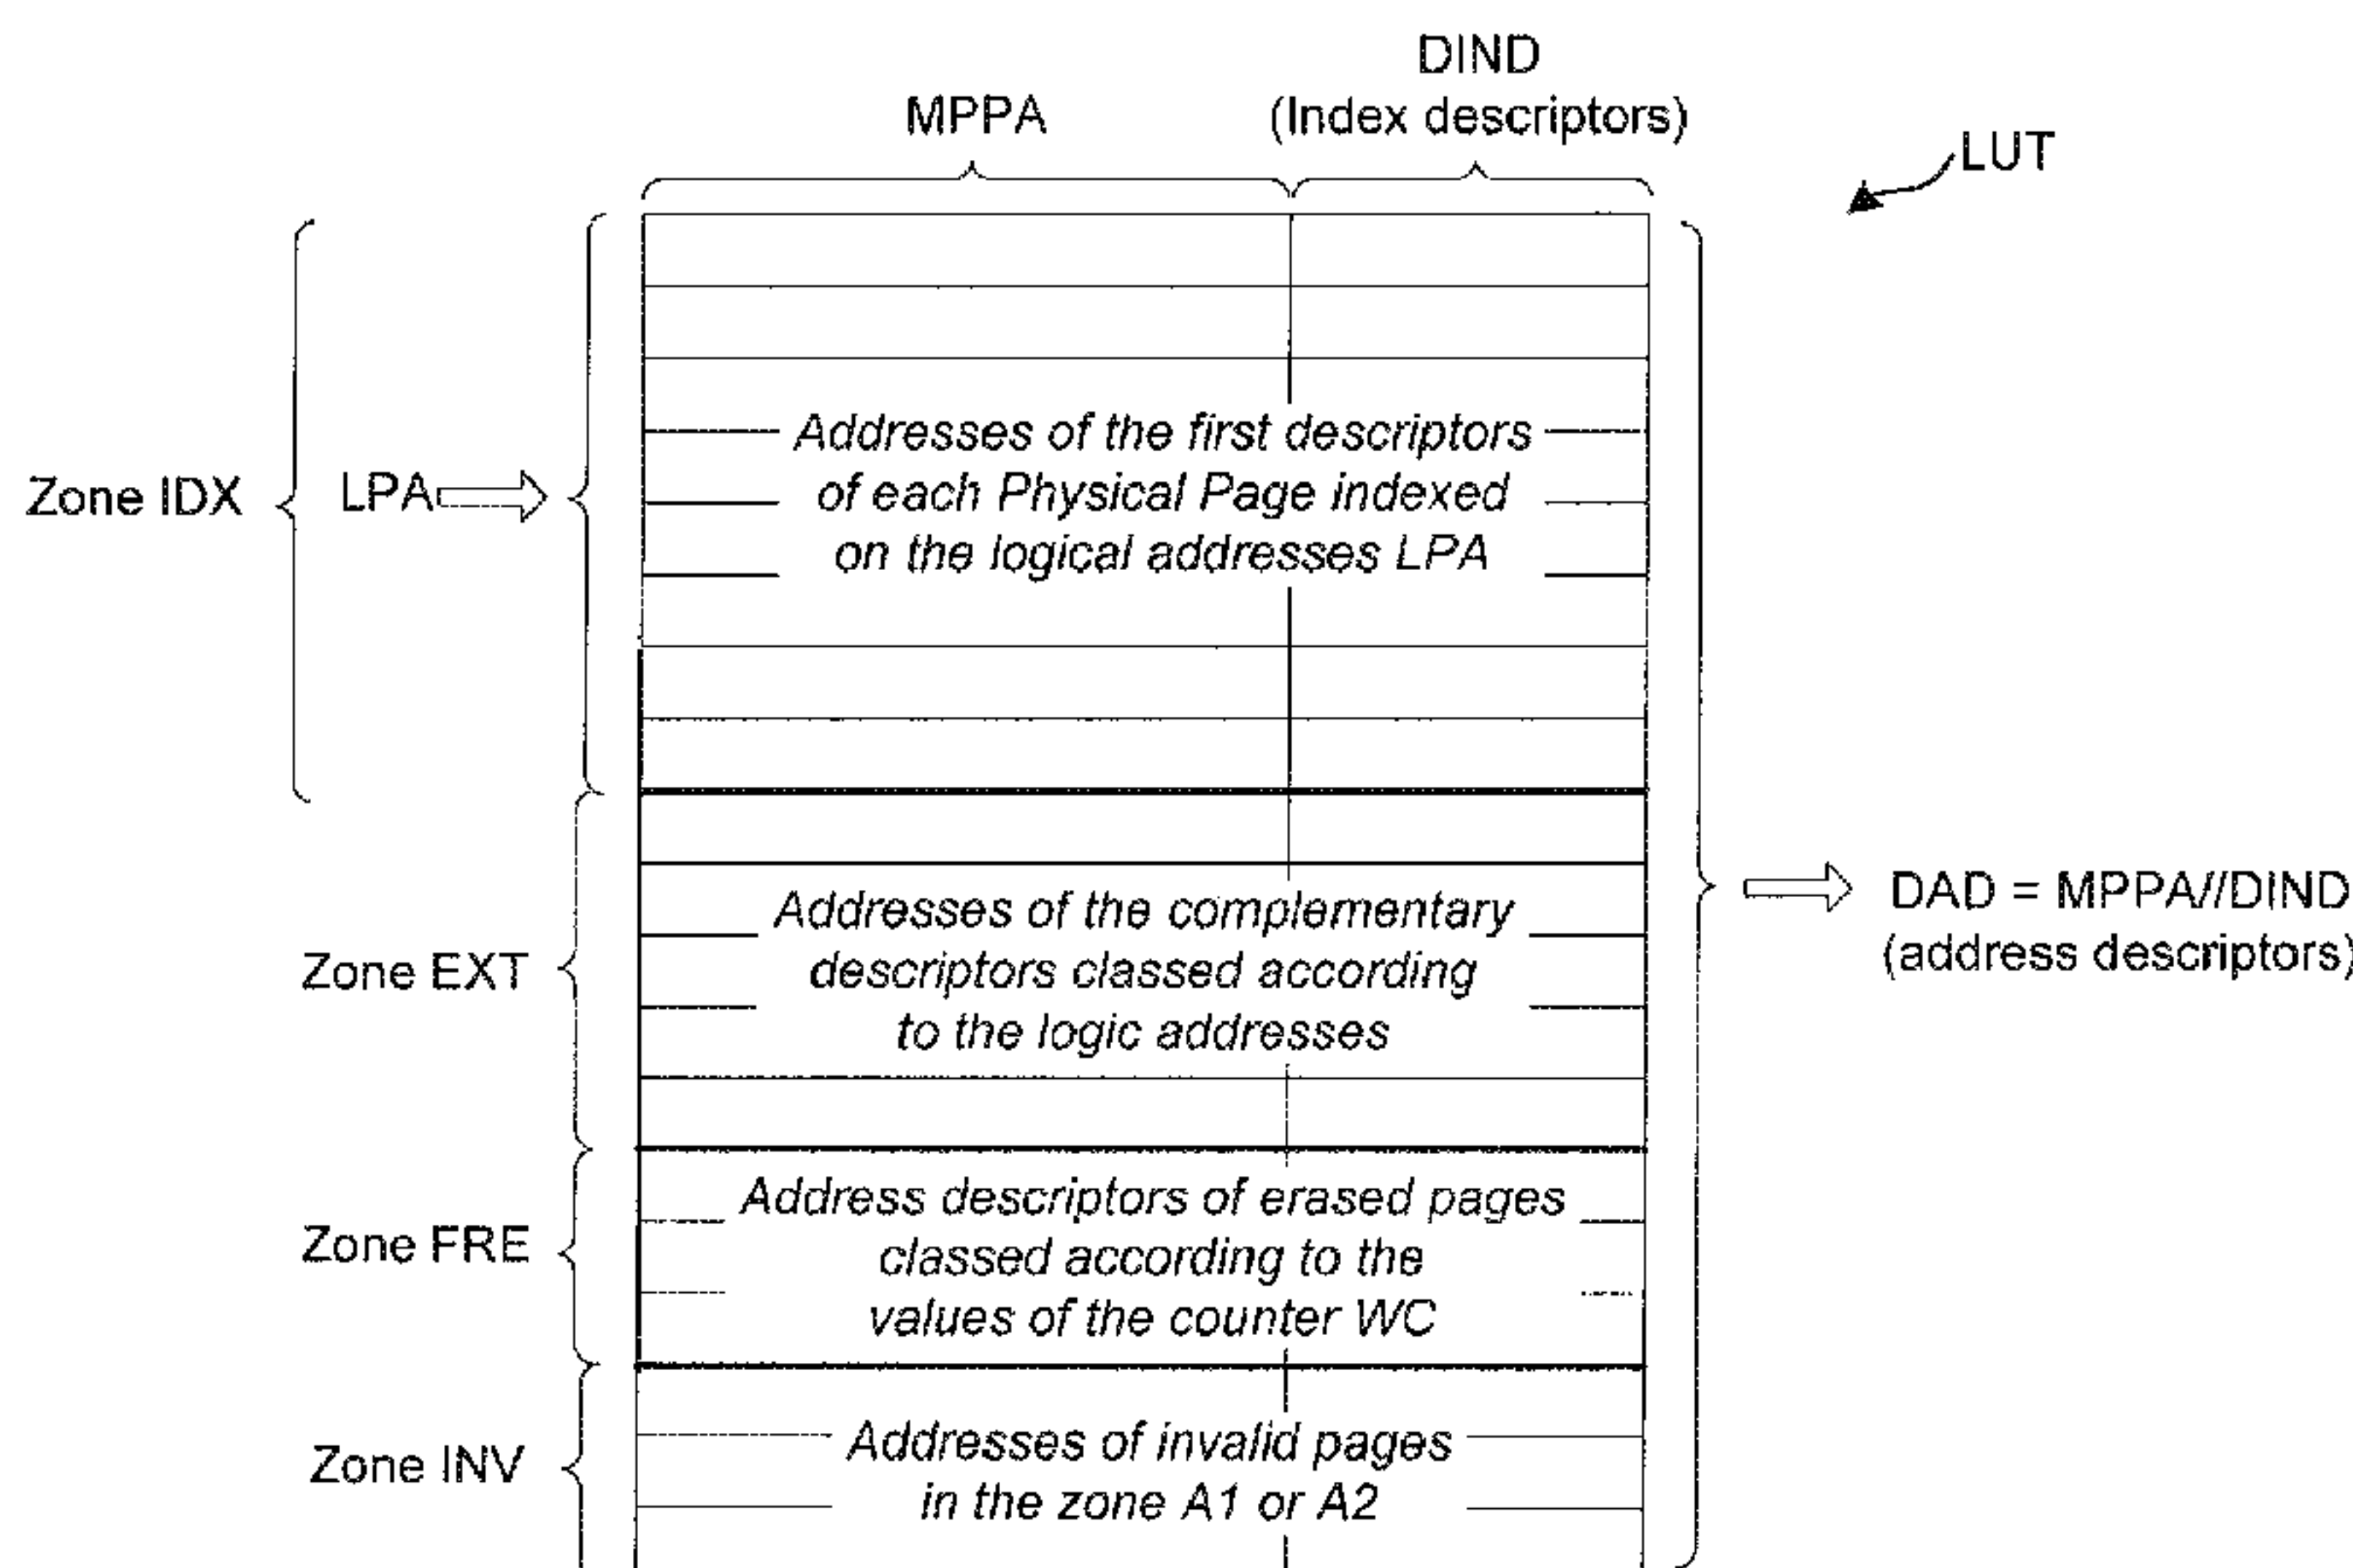 DIND
MPPA
(Index descriptors)
LUT
Addresses of the first descriptors
of each Physical Page indexed
on the logical addresses LPA
Zone IDX
LPA
Addresses of the complementary
descriptors classed according
to the logic addresses
Zone EXT
DAD = MPPA//DIND
(address descriptors)
Address descriptors of erased pages
classed according to the
values of the counter WC
Zone FRE
Addresses of invalid pages
in the zone A1 or A2
Zone INV